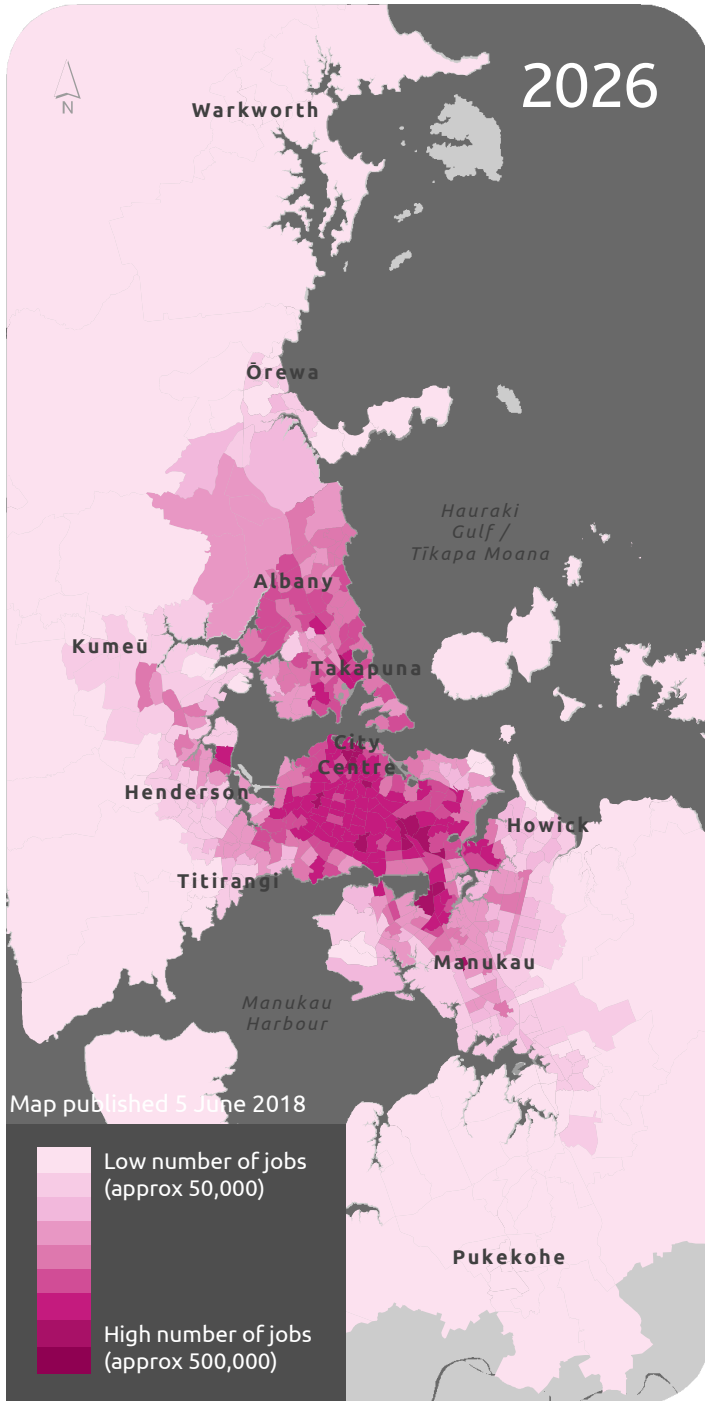 2026
N
Warkworth
Ōrewa
Hauraki
Gulf /
Tīkapa Moana
Albany
Kumeū
Takapuna
City
Centre
Henderson
Howick
Titirangi
Manukau
Manukau
Harbour
Map published 5 June 2018
Low number of jobs
(approx 50,000)
Pukekohe
High number of jobs
(approx 500,000)